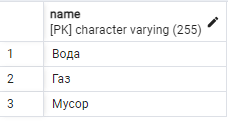 name
[PK] character varying (255)
1 Вода
2 Газ
3 Мусор